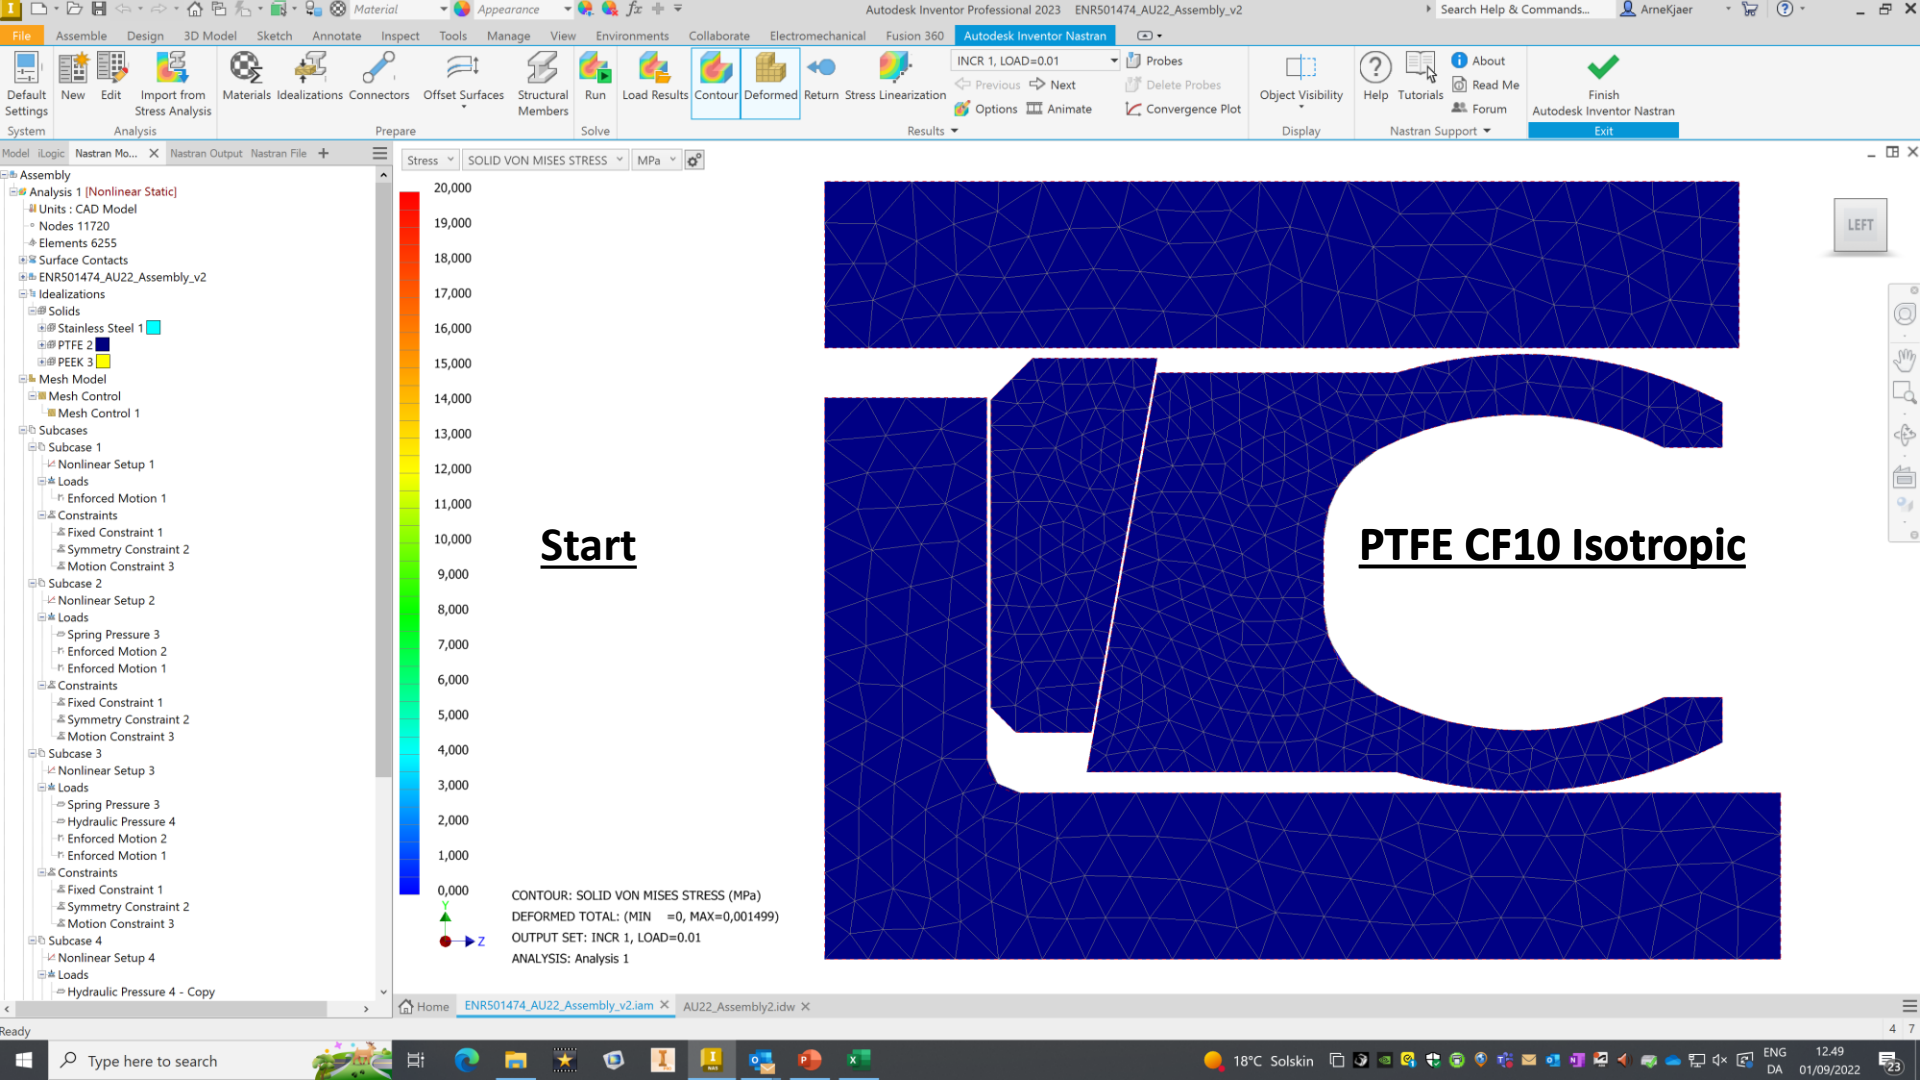 Material
Appearance
Autodesk Inventor Professional 2023 ENR501474_AU22_Assembly_v2
Search Help & Commands...
ArneKjaer
File
Assemble
Design
3D Model
Sketch
Annotate
Inspect
Tools
Manage
View
Environments
Collaborate
Electromechanical
Fusion 360
Autodesk Inventor Nastran
Default Settings
New
Edit
Import from Stress Analysis
Materials
Idealizations
Connectors
Offset Surfaces
Structural Members
Run
Load Results
Contour
Deformed
Return
Stress Linearization
INCR 1, LOAD=0.01
Previous
Next
Options
Animate
Probes
Delete Probes
Convergence Plot
Object Visibility
Help
Tutorials
About
Read Me
Forum
Finish
Autodesk Inventor Nastran
System
Analysis
Prepare
Solve
Results
Display
Nastran Support
Exit
Model
iLogic
Nastran Mo...
Nastran Output
Nastran File
Assembly
Analysis 1 [Nonlinear Static]
Units : CAD Model
Nodes 11720
Elements 6255
Surface Contacts
ENR501474_AU22_Assembly_v2
Idealizations
Solids
Stainless Steel 1
PTFE 2
PEEK 3
Mesh Model
Mesh Control
Mesh Control 1
Subcases
Subcase 1
Nonlinear Setup 1
Loads
Enforced Motion 1
Constraints
Fixed Constraint 1
Symmetry Constraint 2
Motion Constraint 3
Subcase 2
Nonlinear Setup 2
Loads
Spring Pressure 3
Enforced Motion 2
Enforced Motion 1
Constraints
Fixed Constraint 1
Symmetry Constraint 2
Motion Constraint 3
Subcase 3
Nonlinear Setup 3
Loads
Spring Pressure 3
Hydraulic Pressure 4
Enforced Motion 2
Enforced Motion 1
Constraints
Fixed Constraint 1
Symmetry Constraint 2
Motion Constraint 3
Subcase 4
Nonlinear Setup 4
Loads
Hydraulic Pressure 4 - Copy
Stress
SOLID VON MISES STRESS
MPa
20,000
19,000
18,000
17,000
16,000
15,000
14,000
13,000
12,000
11,000
10,000
9,000
8,000
7,000
6,000
5,000
4,000
3,000
2,000
1,000
0,000
Y
Z
Start
PTFE CF10 Isotropic
LEFT
CONTOUR: SOLID VON MISES STRESS (MPa)
DEFORMED TOTAL: (MIN =0, MAX=0,001499)
OUTPUT SET: INCR 1, LOAD=0.01
ANALYSIS: Analysis 1
Home
ENR501474_AU22_Assembly_v2.iam
AU22_Assembly2.idw
Ready
4 7
Type here to search
18°C Solskin
ENG
DA
12.49
01/09/2022
23